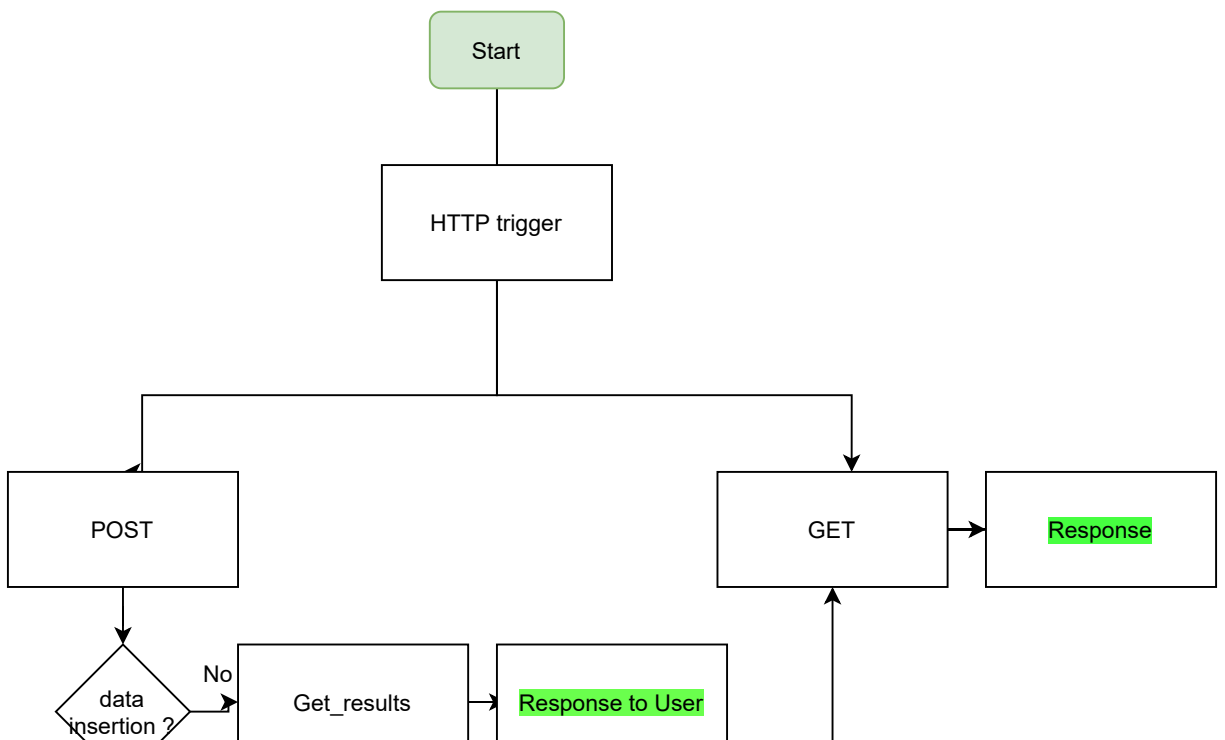 Start
HTTP trigger
POST
GET
Response
No
data
insertion ?
Get_results
Response to User